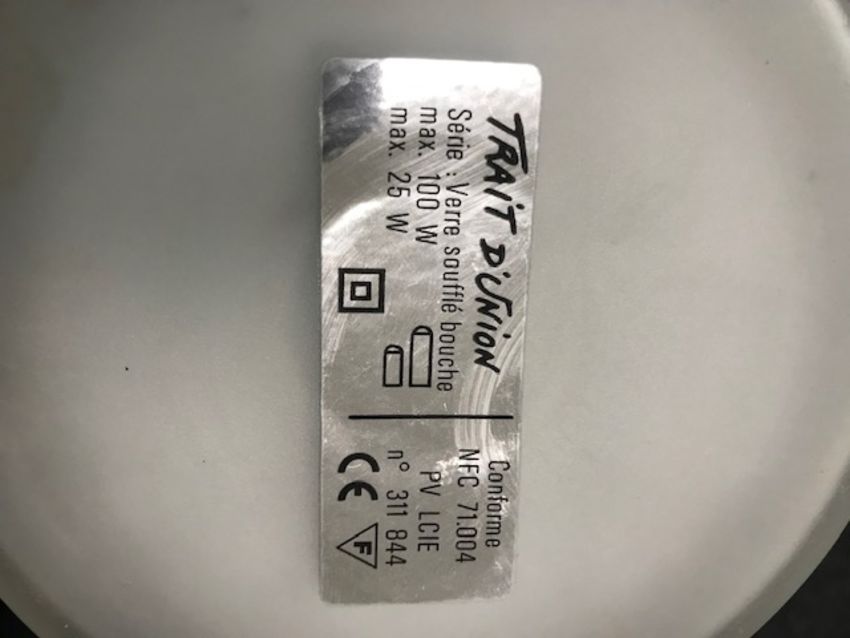 TRAIT D'UNION
Série : Verre soufflé bouche
max. 100 W
max. 25 W
Conforme
NFC 71.004
PV LCIE
n° 311 844
CE F